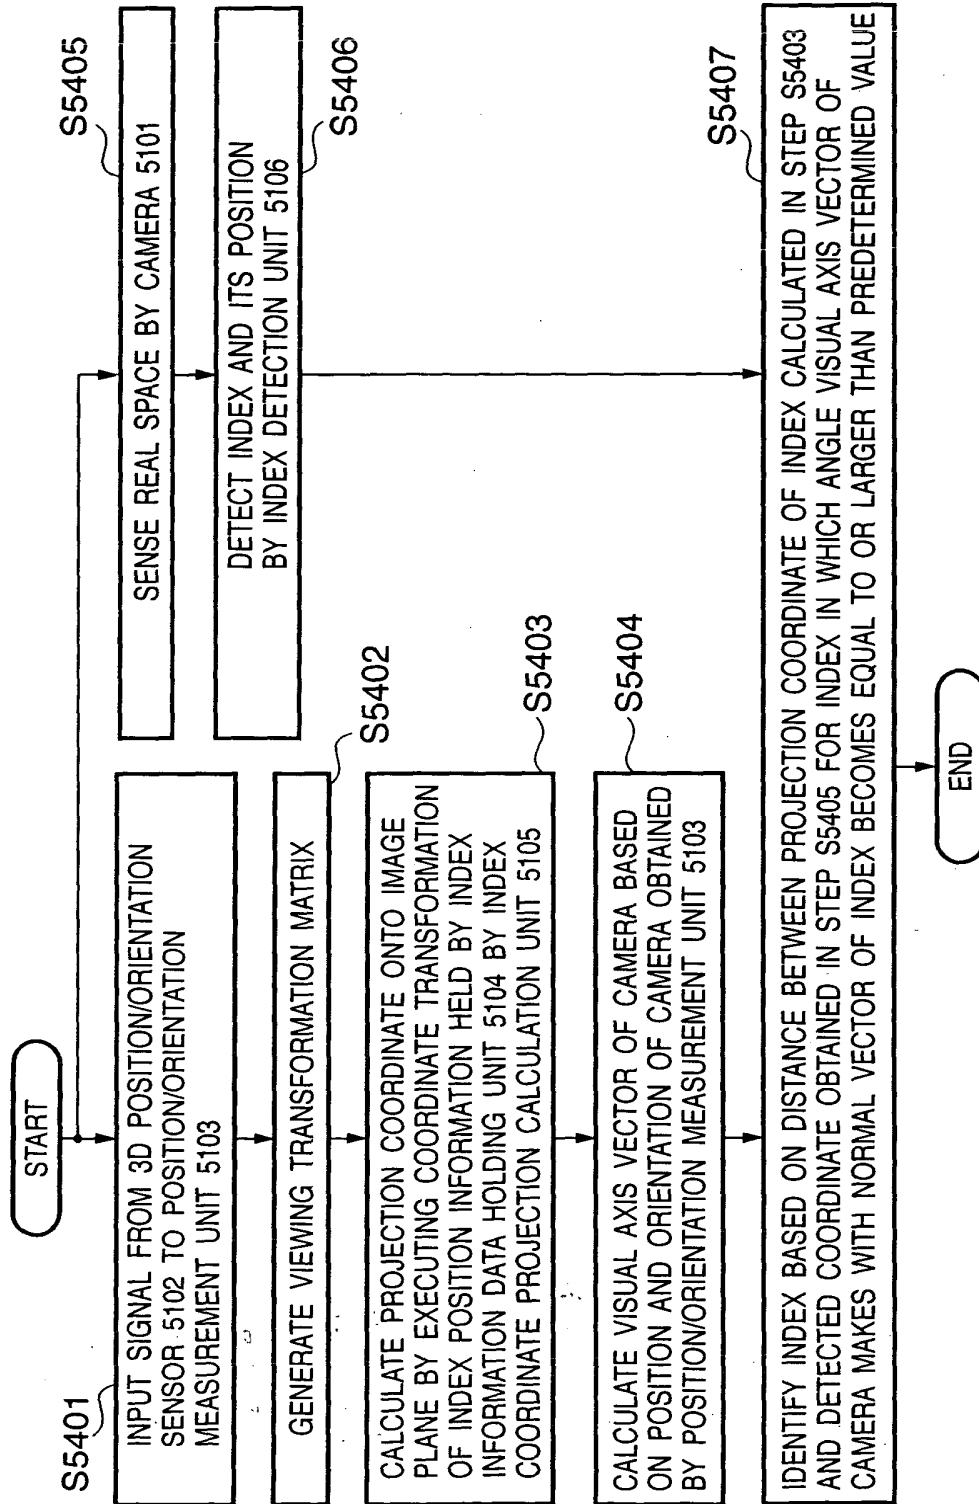 START
S5401
INPUT SIGNAL FROM 3D POSITION/ORIENTATION
SENSOR 5102 TO POSITION/ORIENTATION
MEASUREMENT UNIT 5103
S5402
GENERATE VIEWING TRANSFORMATION MATRIX
S5403
CALCULATE PROJECTION COORDINATE ONTO IMAGE
PLANE BY EXECUTING COORDINATE TRANSFORMATION
OF INDEX POSITION INFORMATION HELD BY INDEX
INFORMATION DATA HOLDING UNIT 5104 BY INDEX
COORDINATE PROJECTION CALCULATION UNIT 5105
S5404
CALCULATE VISUAL AXIS VECTOR OF CAMERA BASED
ON POSITION AND ORIENTATION OF CAMERA OBTAINED
BY POSITION/ORIENTATION MEASUREMENT UNIT 5103
S5405
SENSE REAL SPACE BY CAMERA 5101
S5406
DETECT INDEX AND ITS POSITION
BY INDEX DETECTION UNIT 5106
S5407
IDENTIFY INDEX BASED ON DISTANCE BETWEEN PROJECTION COORDINATE OF INDEX CALCULATED IN STEP S5403
AND DETECTED COORDINATE OBTAINED IN STEP S5405 FOR INDEX IN WHICH ANGLE VISUAL AXIS VECTOR OF
CAMERA MAKES WITH NORMAL VECTOR OF INDEX BECOMES EQUAL TO OR LARGER THAN PREDETERMINED VALUE
END